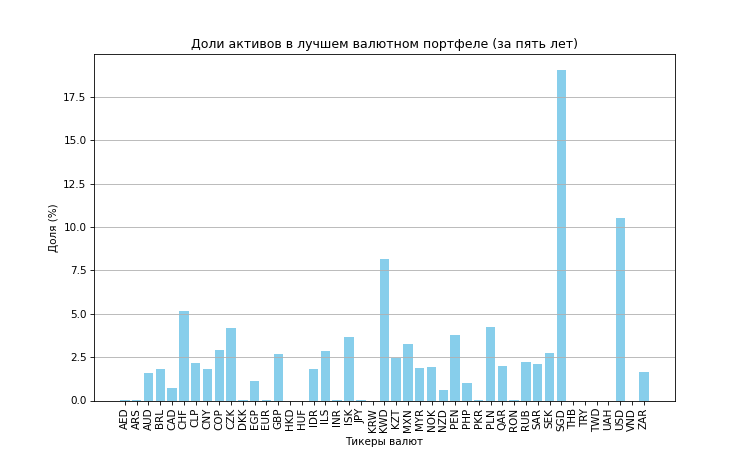 Доли активов в лучшем валютном портфеле (за пять лет)
Доля (%)
17.5
15.0
12.5
10.0
7.5
5.0
2.5
0.0
AED ARS AUD BRL CAD CHF CLP CNY COP CZK DKK EGP EUR GBP HKD HUF IDR ILS INR ISK JPY KRW KWD KZT MXN MYR NOK NZD PEN PHP PKR PLN QAR RON RUB SAR SEK SGD THB TRY TWD UAH USD VND ZAR
Тикеры валют